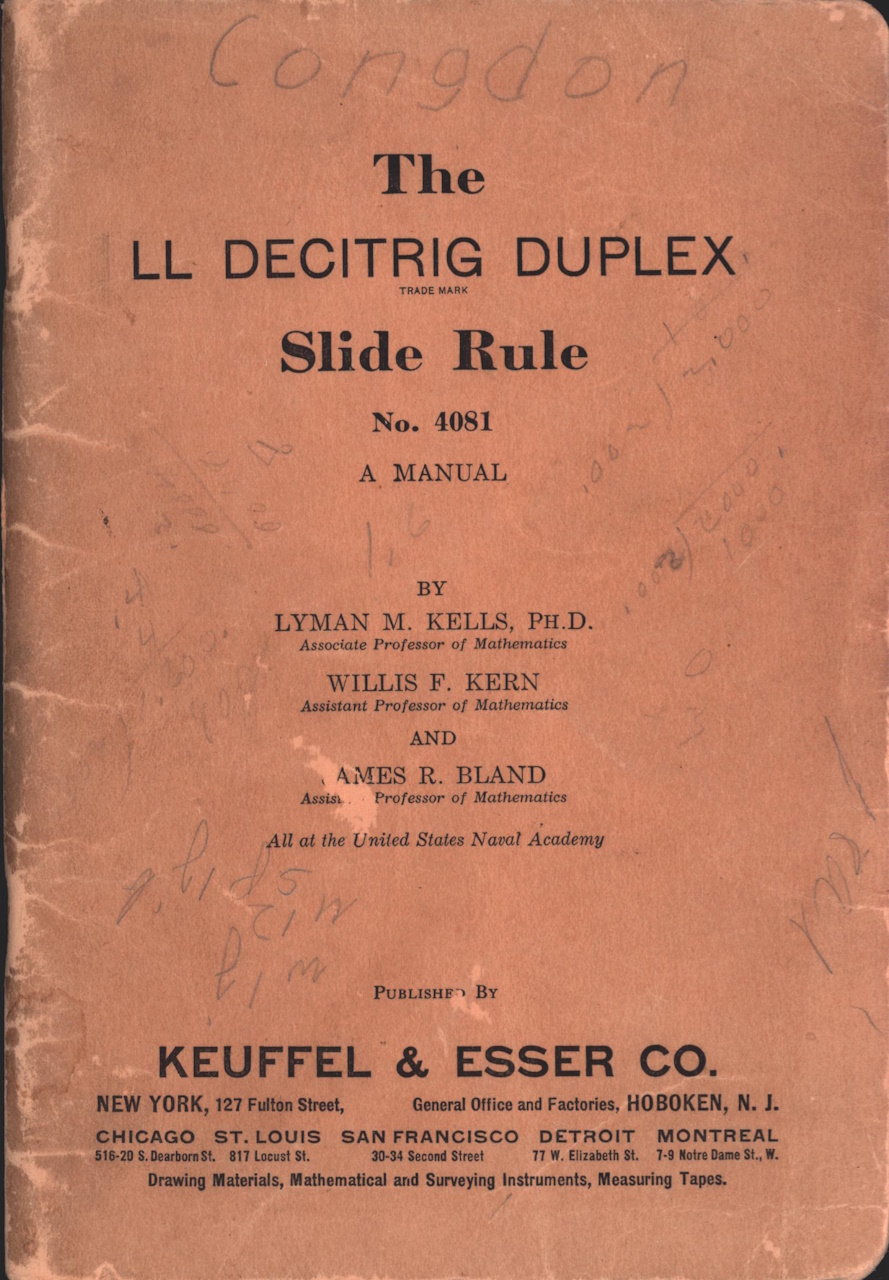 Congdon
The
LL DECITRIG DUPLEX
TRADE MARK
Slide Rule
No. 4081
A MANUAL
1.6
BY
LYMAN M. KELLS, PH.D.
Associate Professor of Mathematics
WILLIS F. KERN
Assistant Professor of Mathematics
AND
AMES R. BLAND
Professor of Mathematics
All at the United States Naval Academy
PUBLISHED BY
KEUFFEL & ESSER CO.
NEW YORK, 127 Fulton Street, General Office and Factories, HOBOKEN, N. J.
CHICAGO ST. LOUIS SAN FRANCISCO DETROIT MONTREAL
516-20 S. Dearborn St. 817 Locust St. 30-34 Second Street 77 W. Elizabeth St. 7-9 Notre Dame St., W.
Drawing Materials, Mathematical and Surveying Instruments, Measuring Tapes.